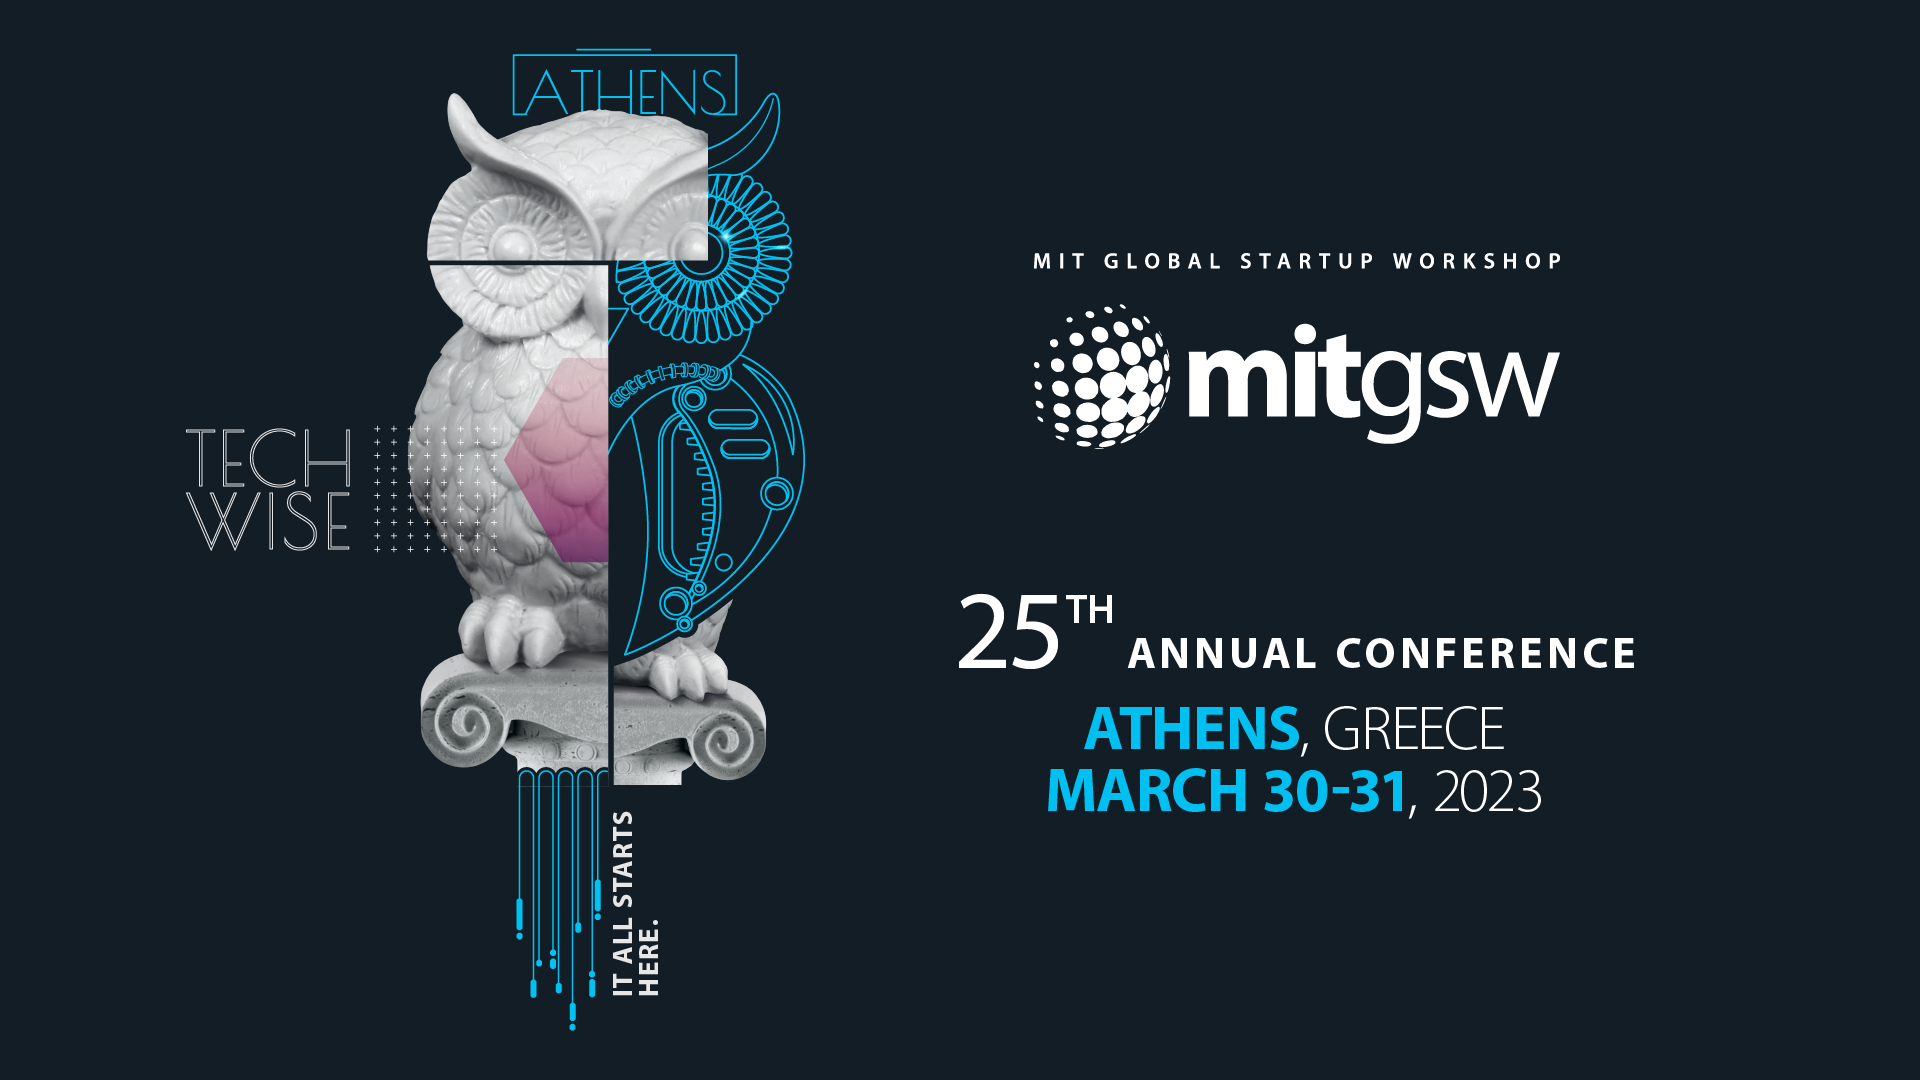 ATHENS
TECH
WISE
IT ALL STARTS
HERE.
MIT GLOBAL STARTUP WORKSHOP
mitgsw
25TH ANNUAL CONFERENCE
ATHENS, GREECE
MARCH 30-31, 2023